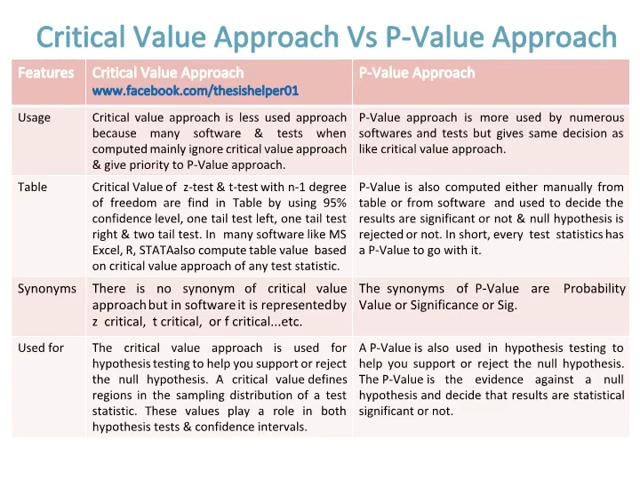 Critical Value Approach Vs P-Value Approach
Features
Critical Value Approach
www.facebook.com/thesishelper01
P-Value Approach
Usage
Critical value approach is less used approach
because many software & tests when
computed mainly ignore critical value approach
& give priority to P-Value approach.
P-Value approach is more used by numerous
softwares and tests but gives same decision as
like critical value approach.
Table
Critical Value of z-test & t-test with n-1 degree
of freedom are find in Table by using 95%
confidence level, one tail test left, one tail test
right & two tail test. In many software like MS
Excel, R, STATAalso compute table value based
on critical value approach of any test statistic.
P-Value is also computed either manually from
table or from software and used to decide the
results are significant or not & null hypothesis is
rejected or not. In short, every test statistics has
a P-Value to go with it.
Synonyms
There is no synonym of critical value
approach but in software it is represented by
z critical, t critical, or f critical...etc.
The synonyms of P-Value are Probability
Value or Significance or Sig.
Used for
The critical value approach is used for
hypothesis testing to help you support or reject
the null hypothesis. A critical value defines
regions in the sampling distribution of a test
statistic. These values play a role in both
hypothesis tests & confidence intervals.
A P-Value is also used in hypothesis testing to
help you support or reject the null hypothesis.
The P-Value is the evidence against a null
hypothesis and decide that results are statistical
significant or not.